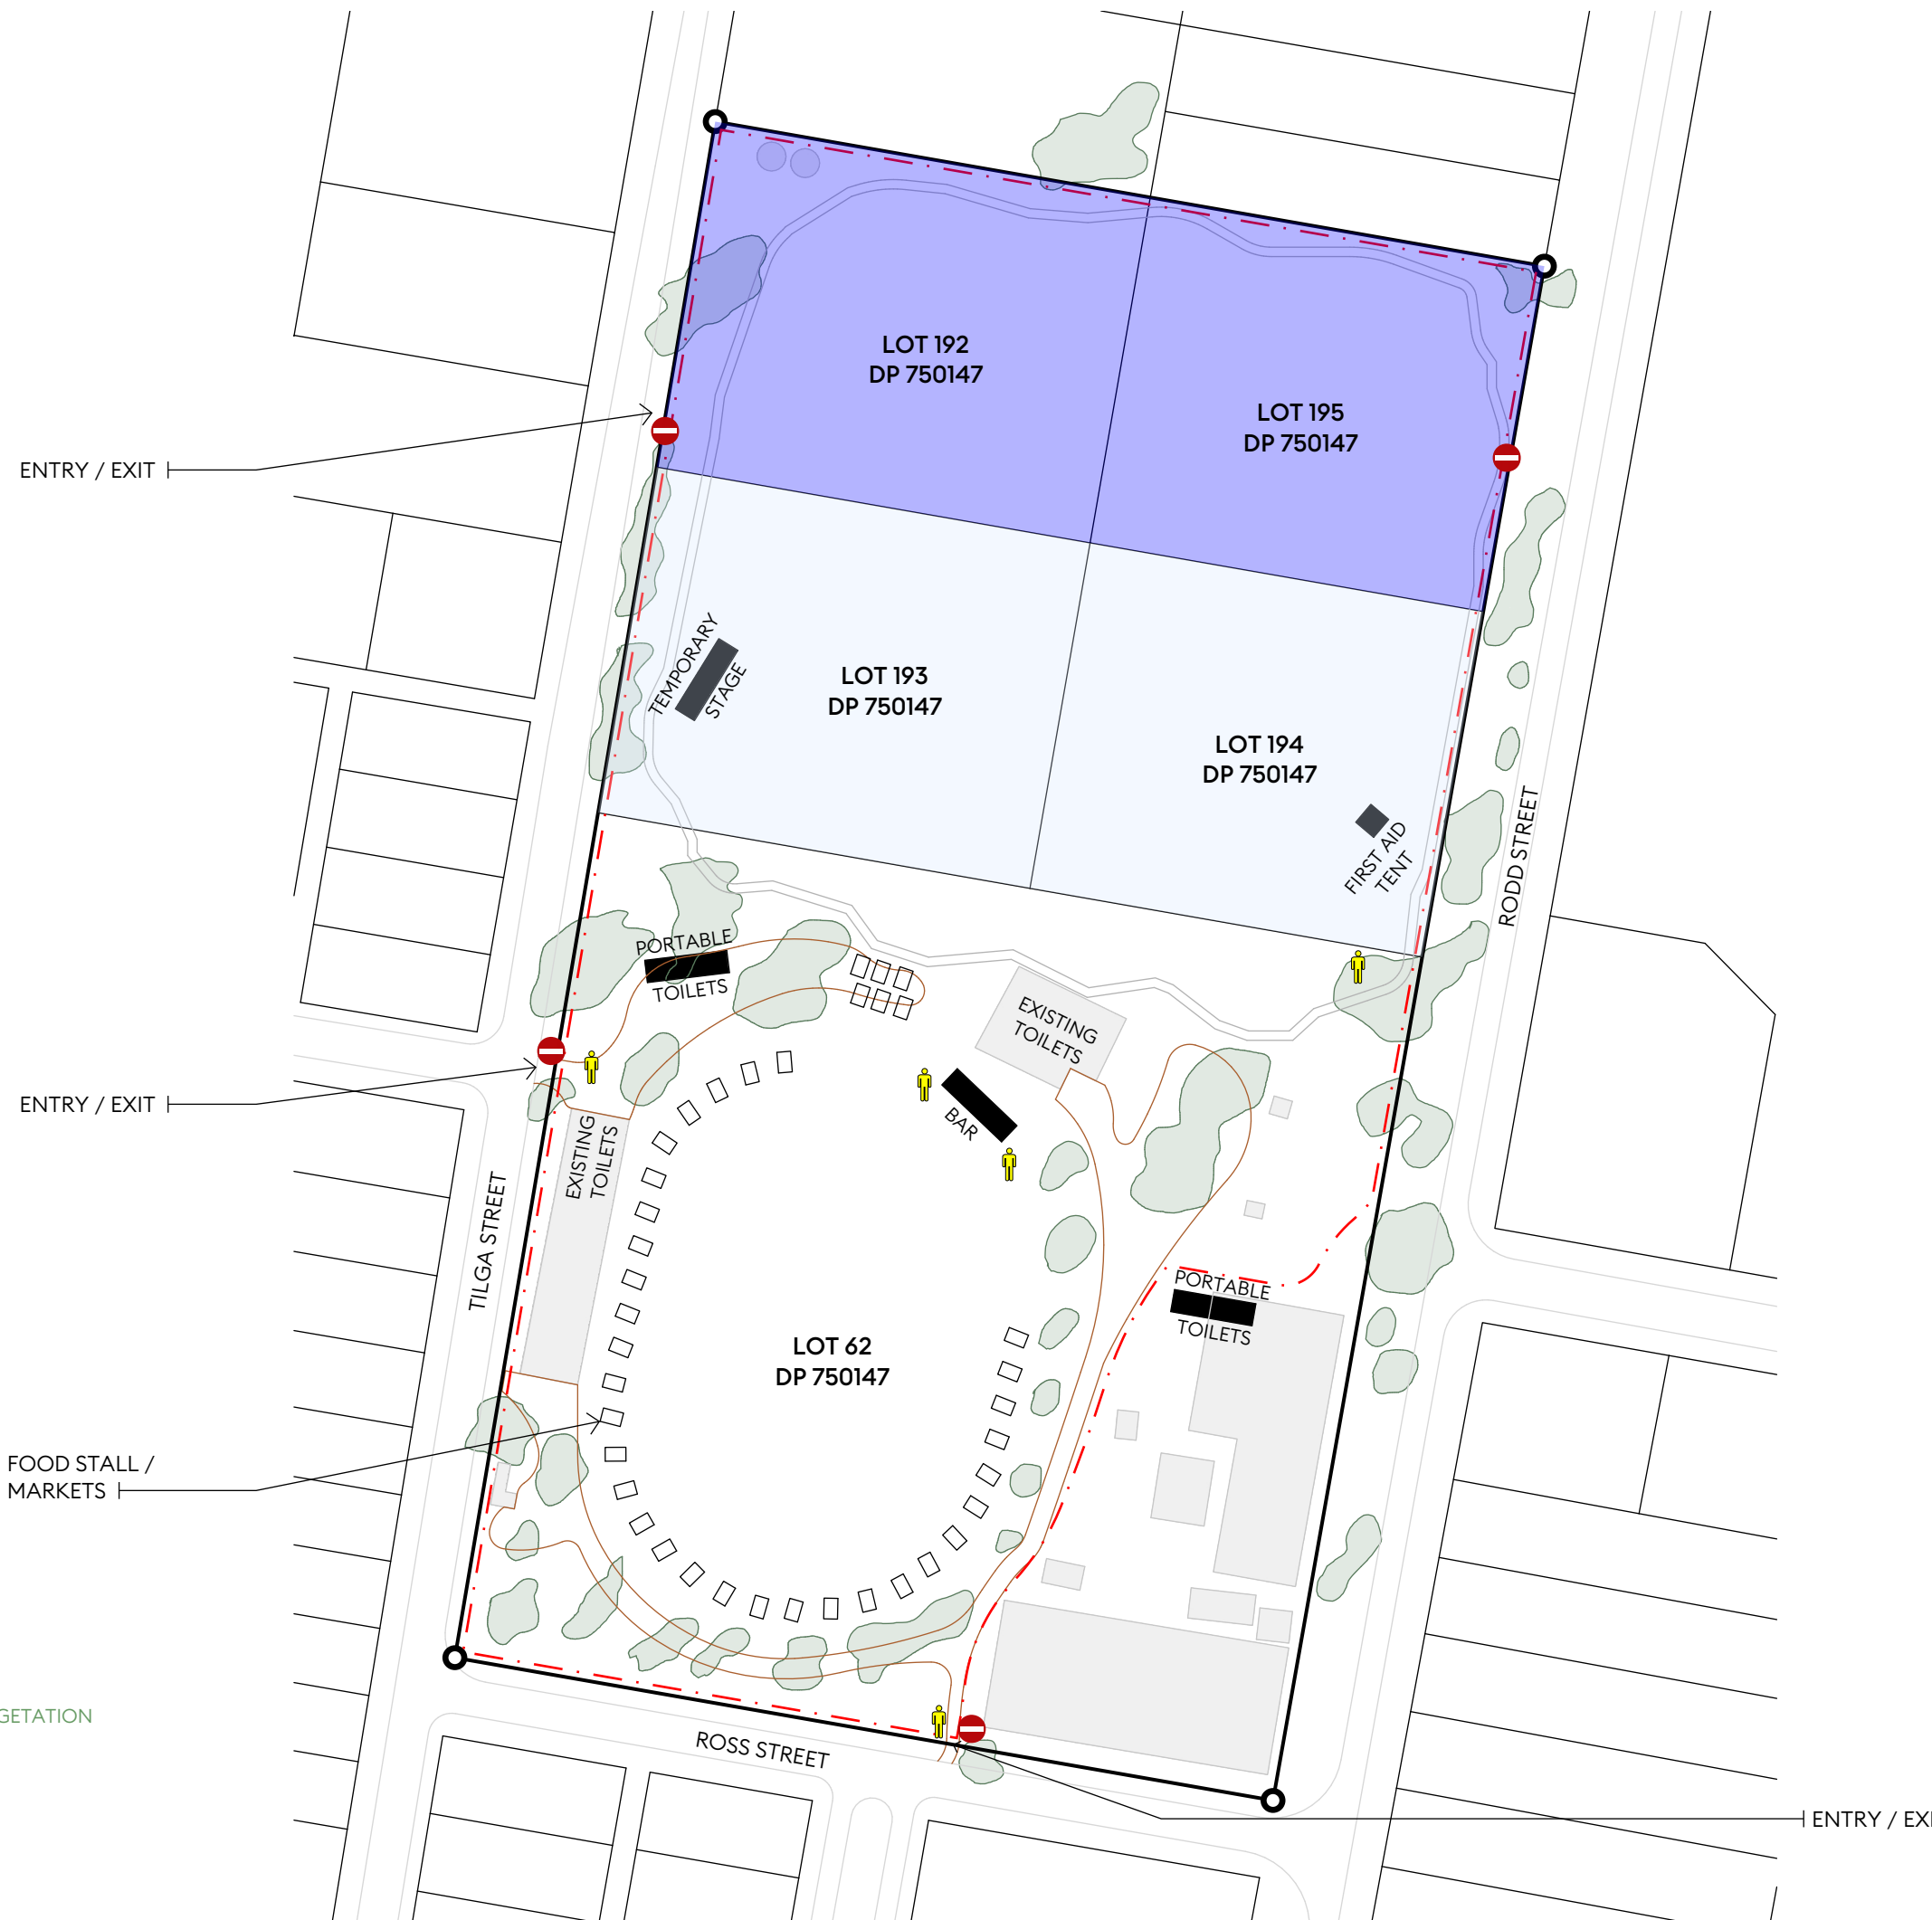 LOT 192
DP 750147
LOT 195
DP 750147
ENTRY / EXIT
TEMPORARY
STAGE
LOT 193
DP 750147
LOT 194
DP 750147
FIRST AID
TENT
RODD STREET
PORTABLE
TOILETS
EXISTING
TOILETS
ENTRY / EXIT
BAR
EXISTING
TOILETS
TILGA STREET
PORTABLE
TOILETS
LOT 62
DP 750147
FOOD STALL /
MARKETS
GETATION
ROSS STREET
ENTRY / EXI